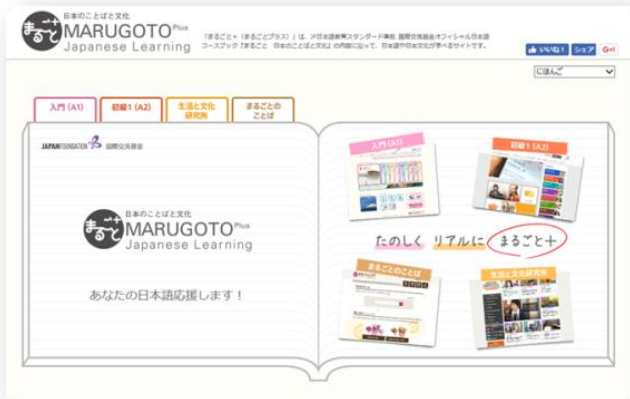 日本のことばと文化
まるごと+
MARUGOTO Plus
Japanese Learning
「まるごと+（まるごとプラス）」は、JF日本語教育スタンダード準拠 国際交流基金オフィシャル日本語
コースブック『まるごと 日本のことばと文化』の内容に沿って、日本語や日本文化が学べるサイトです。
いいね！
シェア
G+1
にほんご
入門 (A1)
初級1 (A2)
生活と文化
研究所
まるごとの
ことば
JAPANFOUNDATION 国際交流基金
日本のことばと文化
まるごと+
MARUGOTO Plus
Japanese Learning
あなたの日本語応援します！
入門 (A1)
初級1 (A2)
たのしく リアルに まるごと+
まるごとのことば
生活と文化研究所